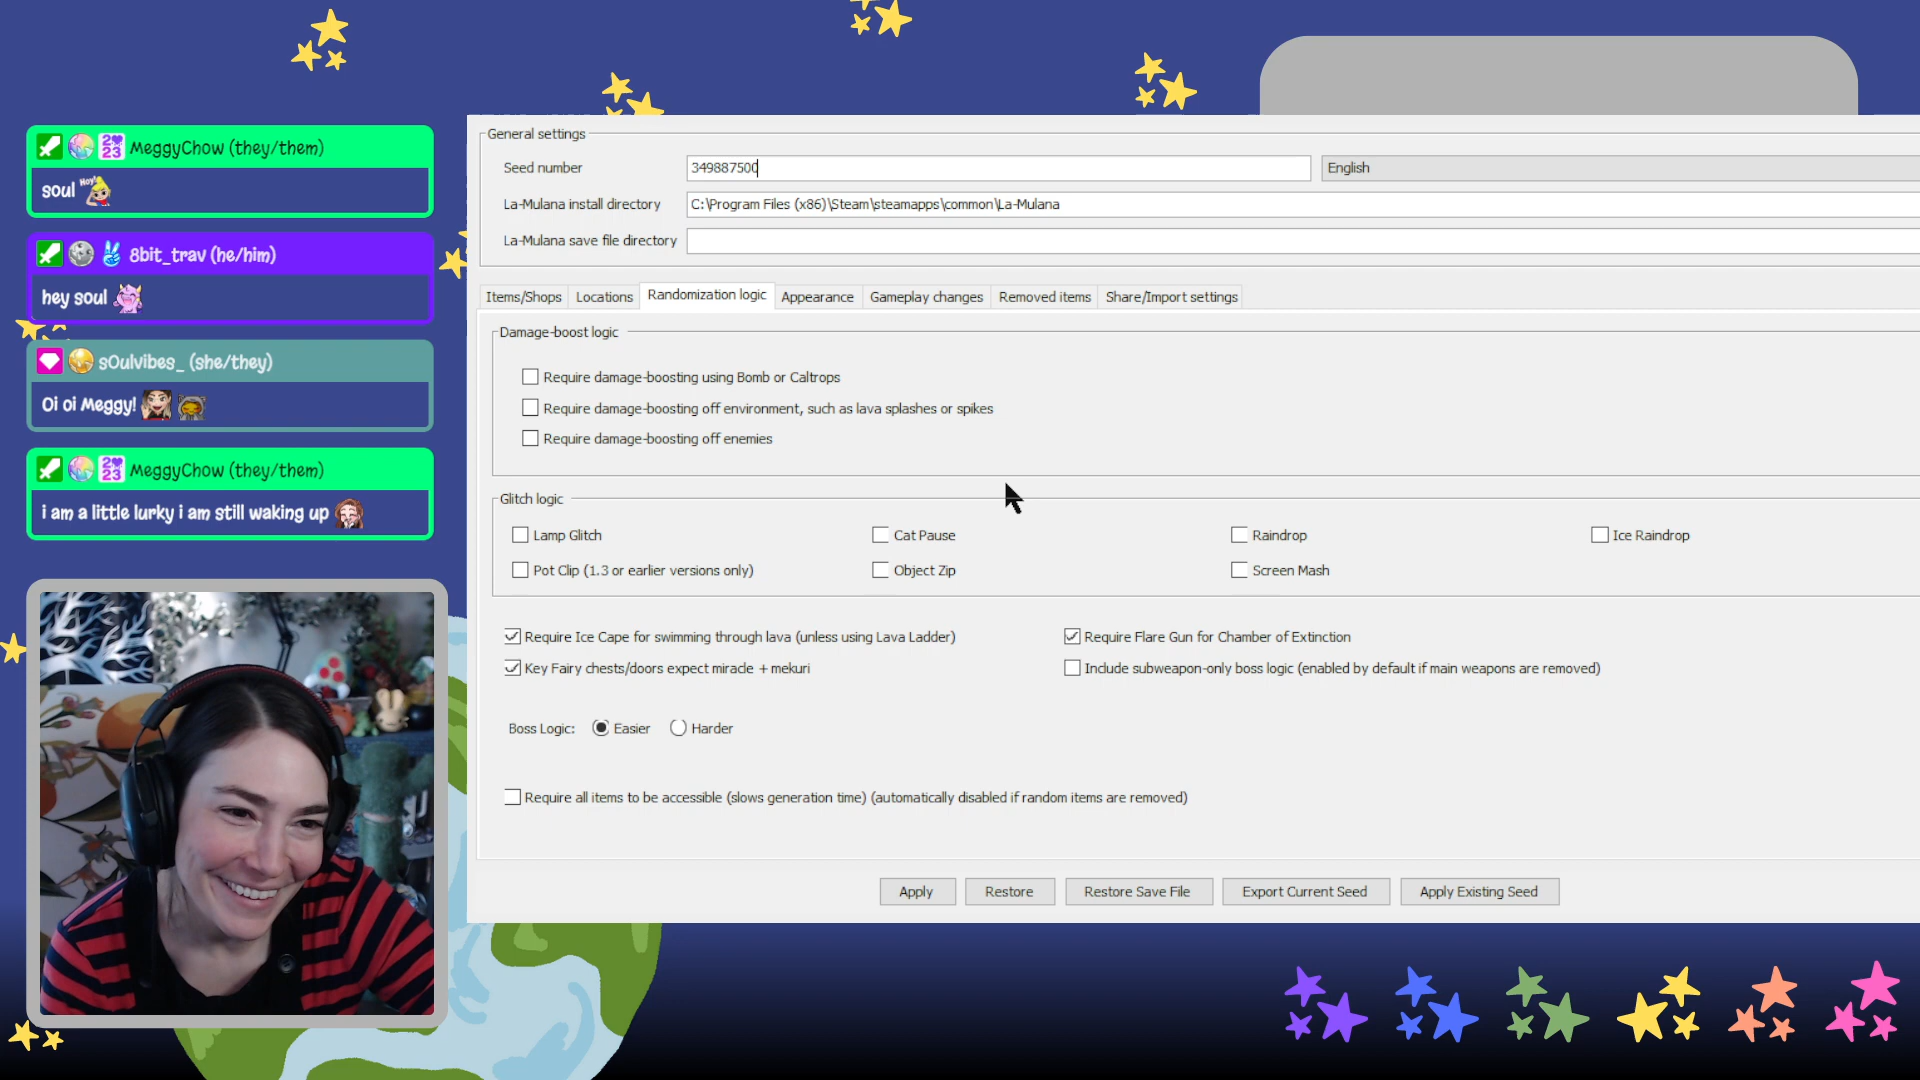 MeggyChow (they/them)
soul
8bit_trav (he/him)
hey soul
s0ulvibes_ (she/they)
Oi oi Meggy!
MeggyChow (they/them)
i am a little lurky i am still waking up
General settings
Seed number 349887500 English
La-Mulana install directory C:\Program Files (x86)\Steam\steamapps\common\La-Mulana
La-Mulana save file directory
Items/Shops Locations Randomization logic Appearance Gameplay changes Removed items Share/Import settings
Damage-boost logic
Require damage-boosting using Bomb or Caltrops
Require damage-boosting off environment, such as lava splashes or spikes
Require damage-boosting off enemies
Glitch logic
Lamp Glitch Cat Pause Raindrop Ice Raindrop
Pot Clip (1.3 or earlier versions only) Object Zip Screen Mash
Require Ice Cape for swimming through lava (unless using Lava Ladder) Require Flare Gun for Chamber of Extinction
Key Fairy chests/doors expect miracle + mekuri Include subweapon-only boss logic (enabled by default if main weapons are removed)
Boss Logic: Easier Harder
Require all items to be accessible (slows generation time) (automatically disabled if random items are removed)
Apply Restore Restore Save File Export Current Seed Apply Existing Seed